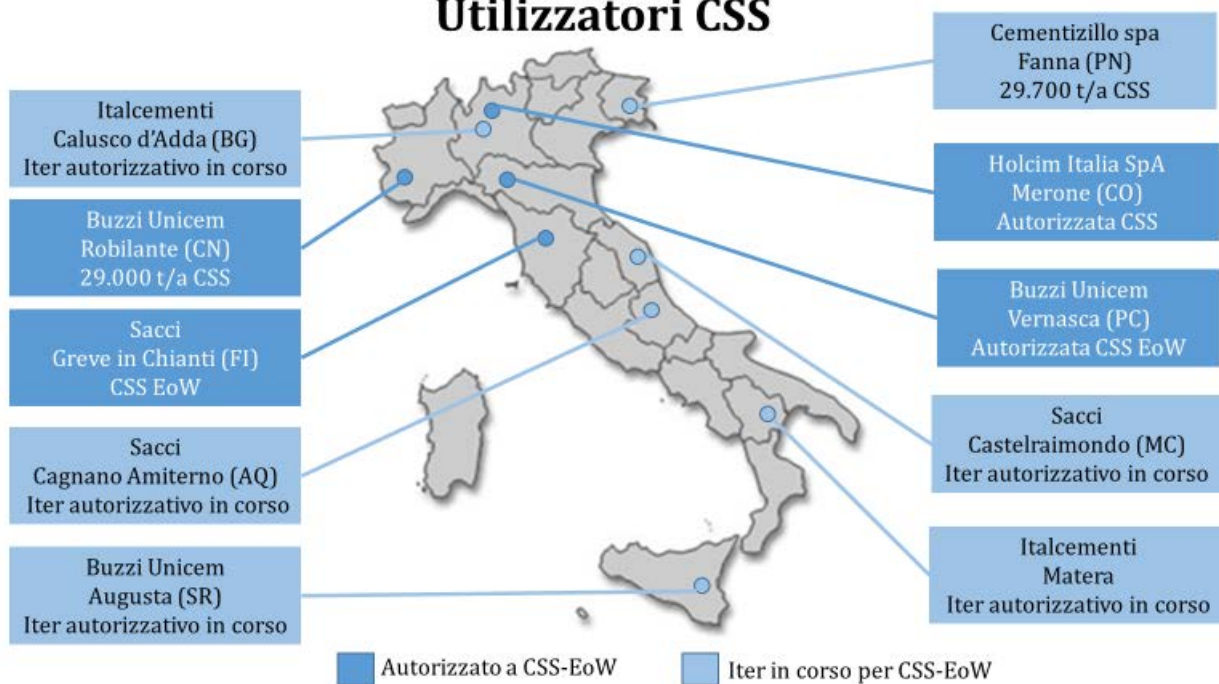 Utilizzatori CSS
Italcementi
Calusco d'Adda (BG)
Iter autorizzativo in corso
Buzzi Unicem
Robilante (CN)
29.000 t/a CSS
Sacci
Greve in Chianti (FI)
CSS EoW
Sacci
Cagnano Amiterno (AQ)
Iter autorizzativo in corso
Buzzi Unicem
Augusta (SR)
Iter autorizzativo in corso
Cementizillo spa
Fanna (PN)
29.700 t/a CSS
Holcim Italia SpA
Merone (CO)
Autorizzata CSS
Buzzi Unicem
Vernasca (PC)
Autorizzata CSS EoW
Sacci
Castelraimondo (MC)
Iter autorizzativo in corso
Italcementi
Matera
Iter autorizzativo in corso
Autorizzato a CSS-EoW
Iter in corso per CSS-EoW